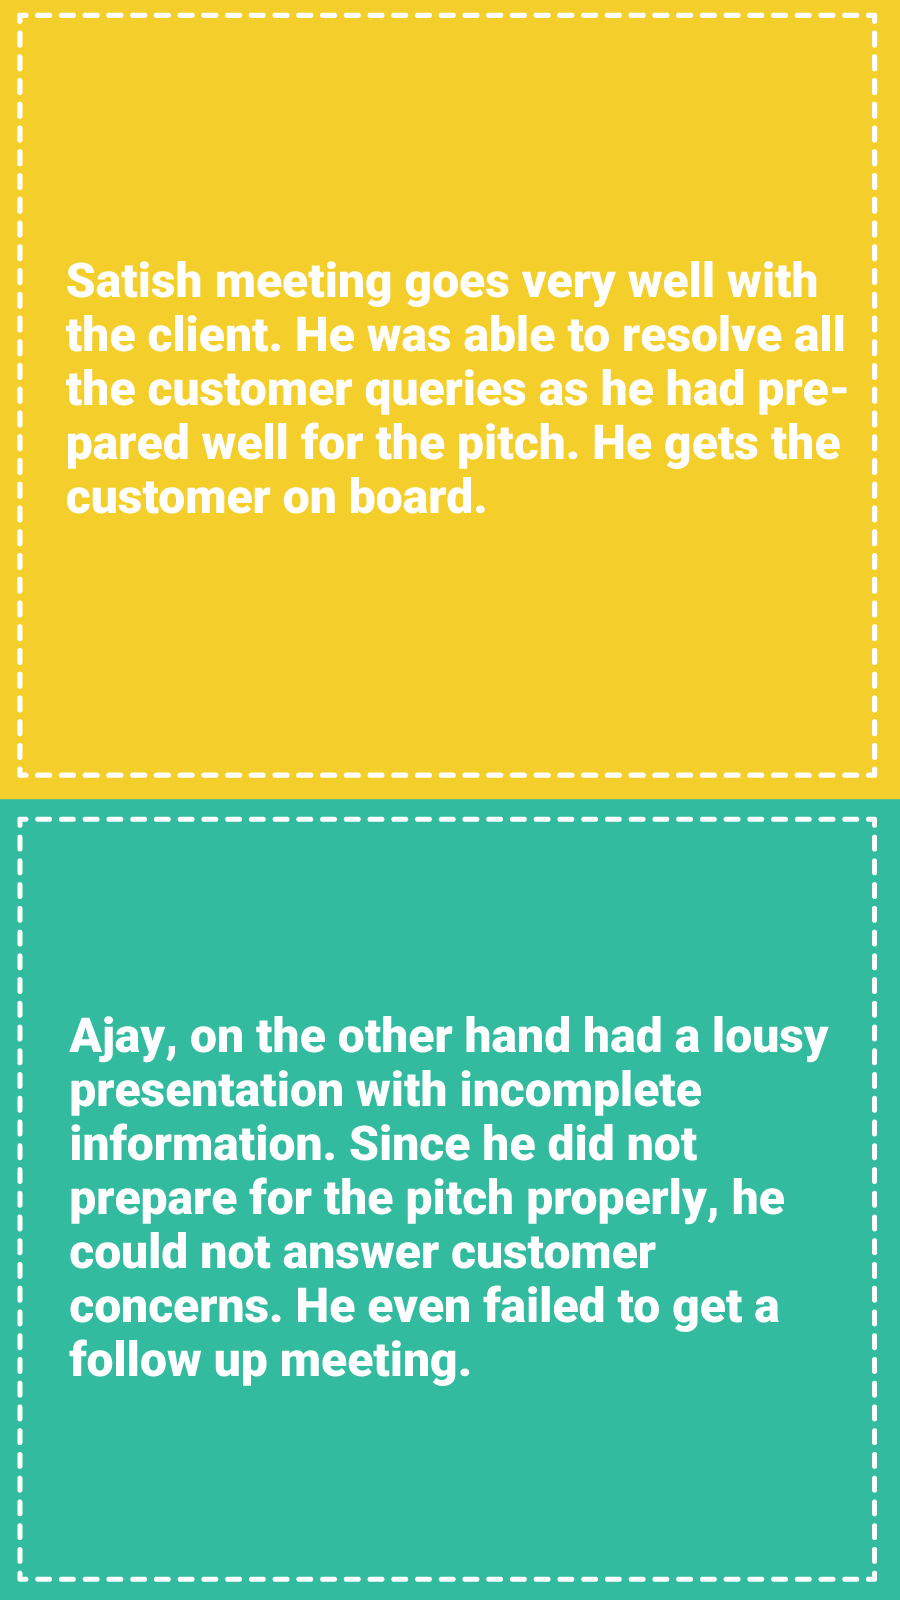 Satish meeting goes very well with
the client. He was able to resolve all
the customer queries as he had pre-
pared well for the pitch. He gets the
customer on board.
Ajay, on the other hand had a lousy
presentation with incomplete
information. Since he did not
prepare for the pitch properly, he
could not answer customer
concerns. He even failed to get a
follow up meeting.